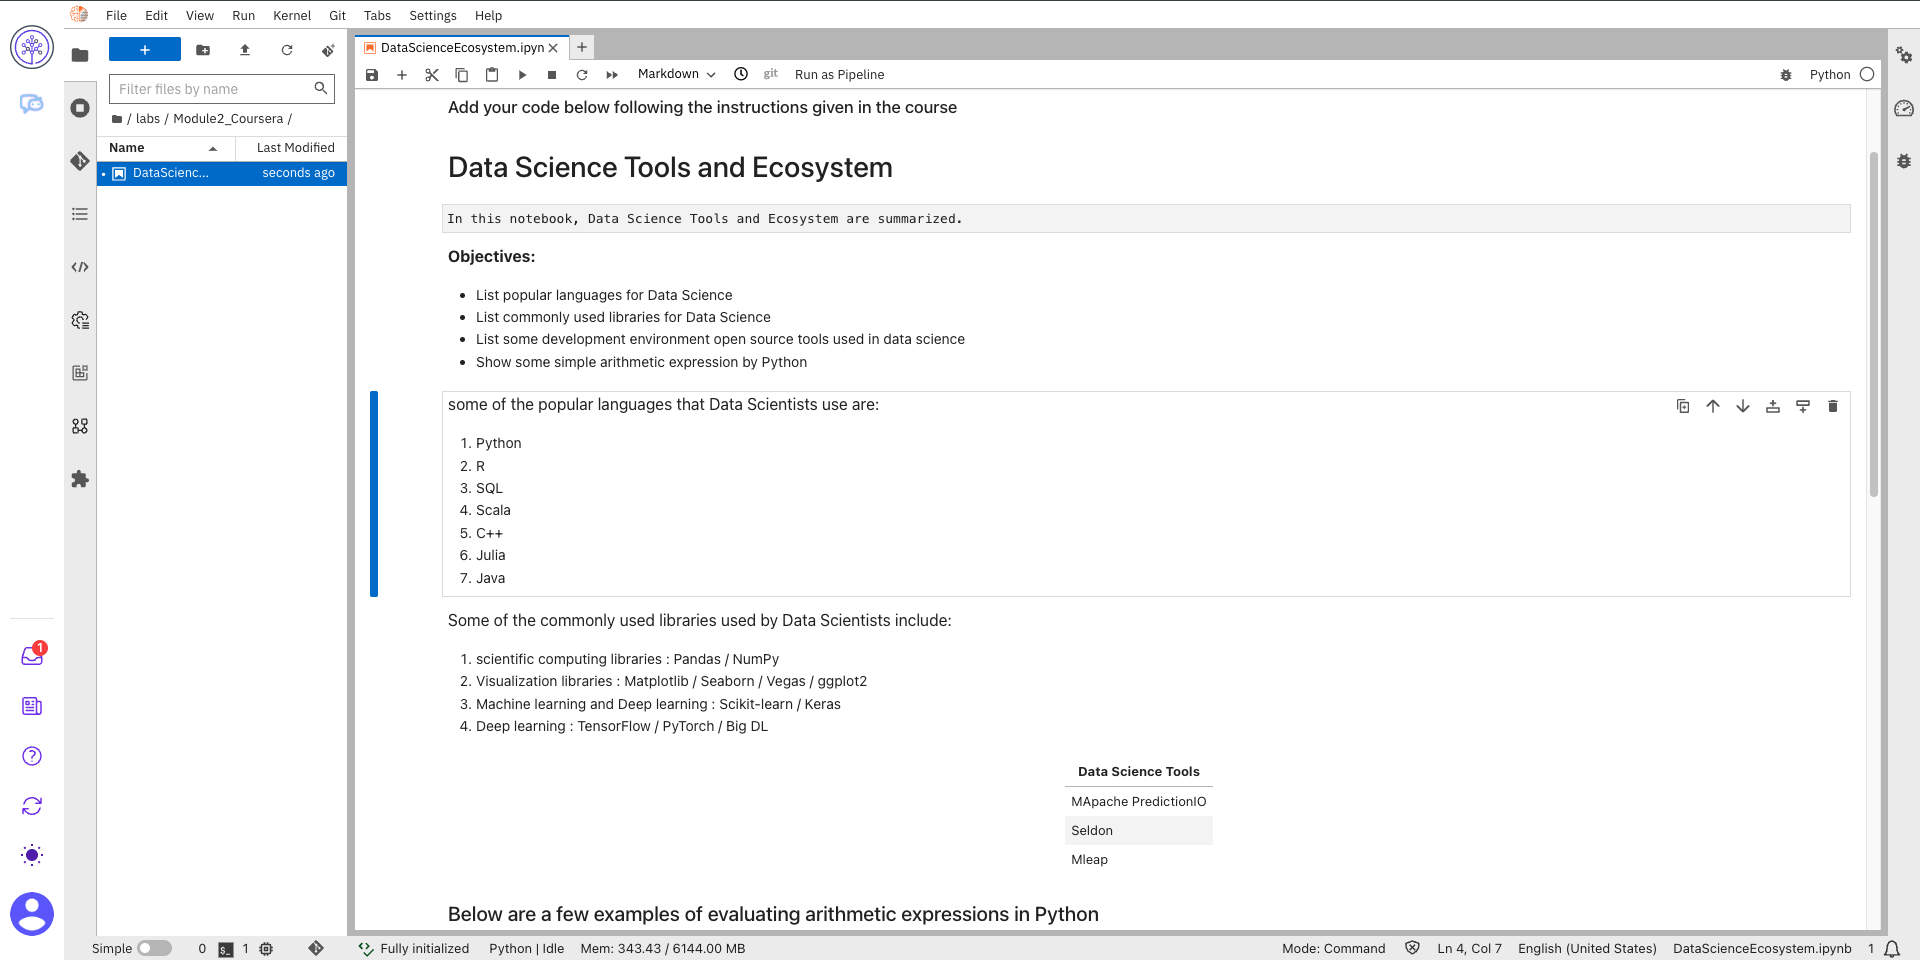 File Edit View Run Kernel Git Tabs Settings Help
DataScienceEcosystem.ipyn
Markdown git Run as Pipeline Python
Filter files by name
/ labs / Module2_Coursera /
Name Last Modified
DataScienc... seconds ago
Add your code below following the instructions given in the course
Data Science Tools and Ecosystem
In this notebook, Data Science Tools and Ecosystem are summarized.
Objectives:
List popular languages for Data Science
List commonly used libraries for Data Science
List some development environment open source tools used in data science
Show some simple arithmetic expression by Python
some of the popular languages that Data Scientists use are:
1. Python
2. R
3. SQL
4. Scala
5. C++
6. Julia
7. Java
Some of the commonly used libraries used by Data Scientists include:
1. scientific computing libraries : Pandas / NumPy
2. Visualization libraries : Matplotlib / Seaborn / Vegas / ggplot2
3. Machine learning and Deep learning : Scikit-learn / Keras
4. Deep learning : TensorFlow / PyTorch / Big DL
Data Science Tools
MApache PredictionIO
Seldon
Mleap
Below are a few examples of evaluating arithmetic expressions in Python
1
Simple 0 $_ 1 Fully initialized Python | Idle Mem: 343.43 / 6144.00 MB Mode: Command Ln 4, Col 7 English (United States) DataScienceEcosystem.ipynb 1